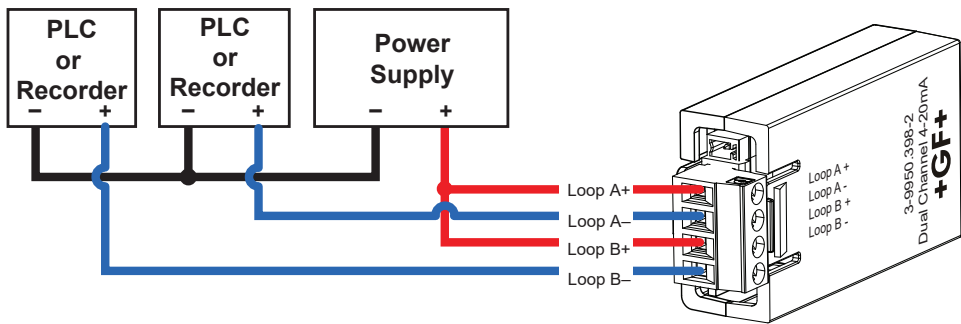 PLC
or
Recorder
− +
PLC
or
Recorder
− +
Power
Supply
− +
Loop A+
Loop A−
Loop B+
Loop B−
Loop A +
Loop A -
Loop B +
Loop B -
3-9950.398-2
Dual Channel 4-20mA
+GF+